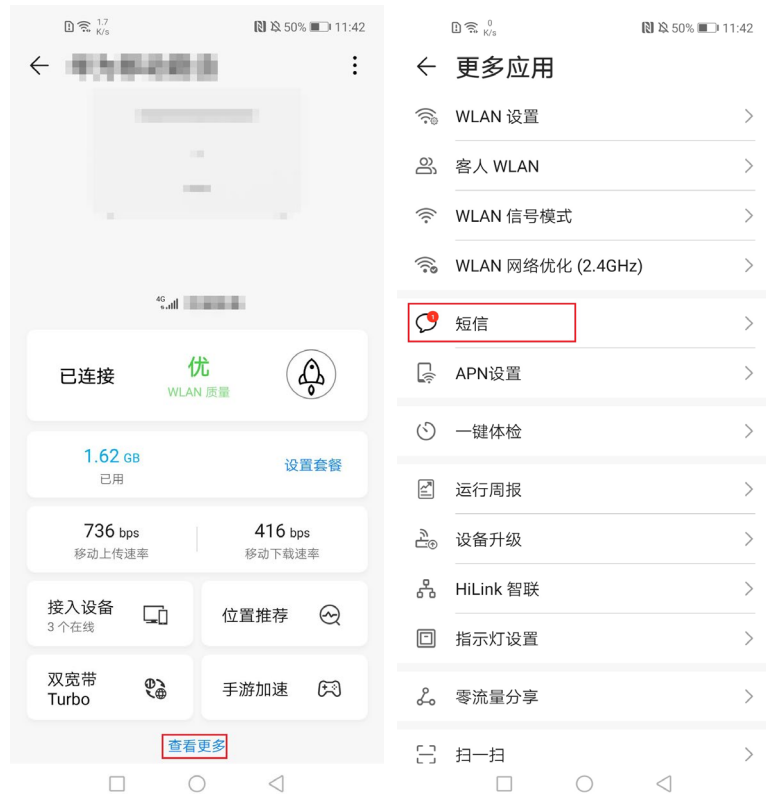 1.7
K/s
50%
11:42
4G
已连接
优
WLAN 质量
1.62 GB
已用
设置套餐
736 bps
移动上传速率
416 bps
移动下载速率
接入设备
3 个在线
位置推荐
双宽带
Turbo
手游加速
查看更多
0
K/s
50%
11:42
更多应用
WLAN 设置
客人 WLAN
WLAN 信号模式
WLAN 网络优化 (2.4GHz)
1
短信
APN设置
一键体检
运行周报
设备升级
HiLink 智联
指示灯设置
零流量分享
扫一扫